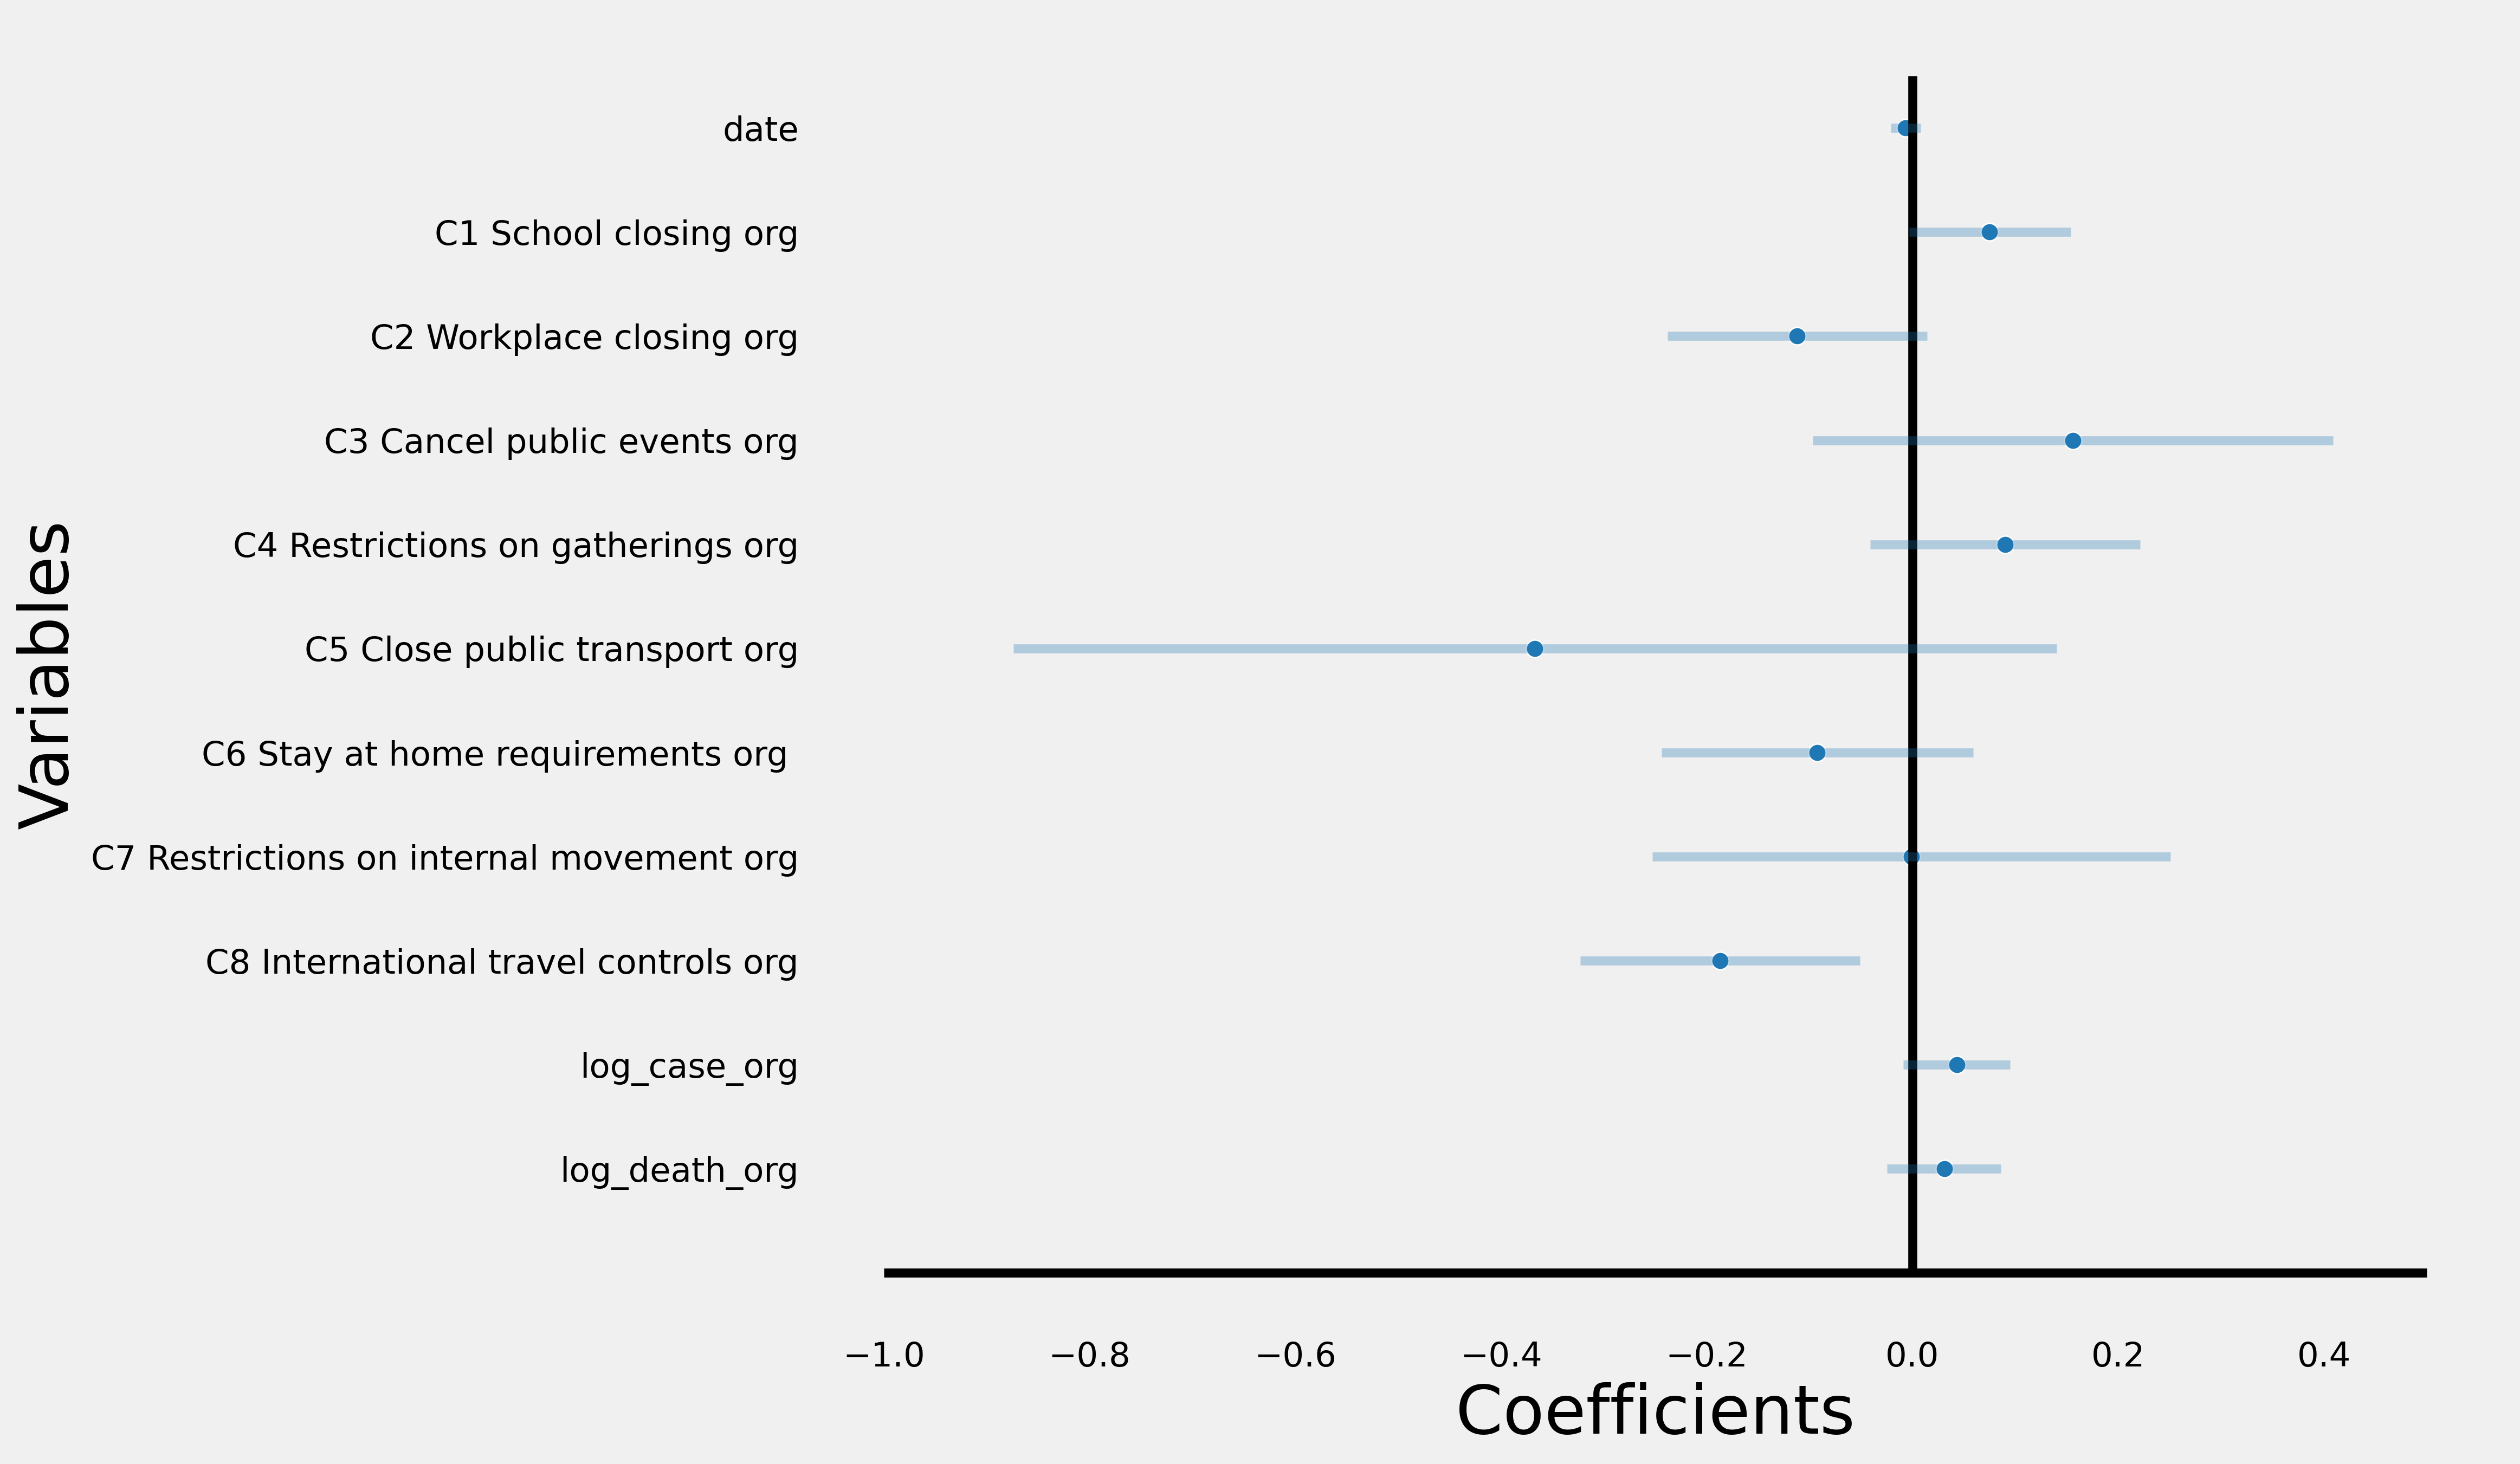 date
C1 School closing org
C2 Workplace closing org
C3 Cancel public events org
C4 Restrictions on gatherings org
C5 Close public transport org
C6 Stay at home requirements org
C7 Restrictions on internal movement org
C8 International travel controls org
log_case_org
log_death_org
Variables
−1.0 −0.8 −0.6 −0.4 −0.2 0.0 0.2 0.4
Coefficients